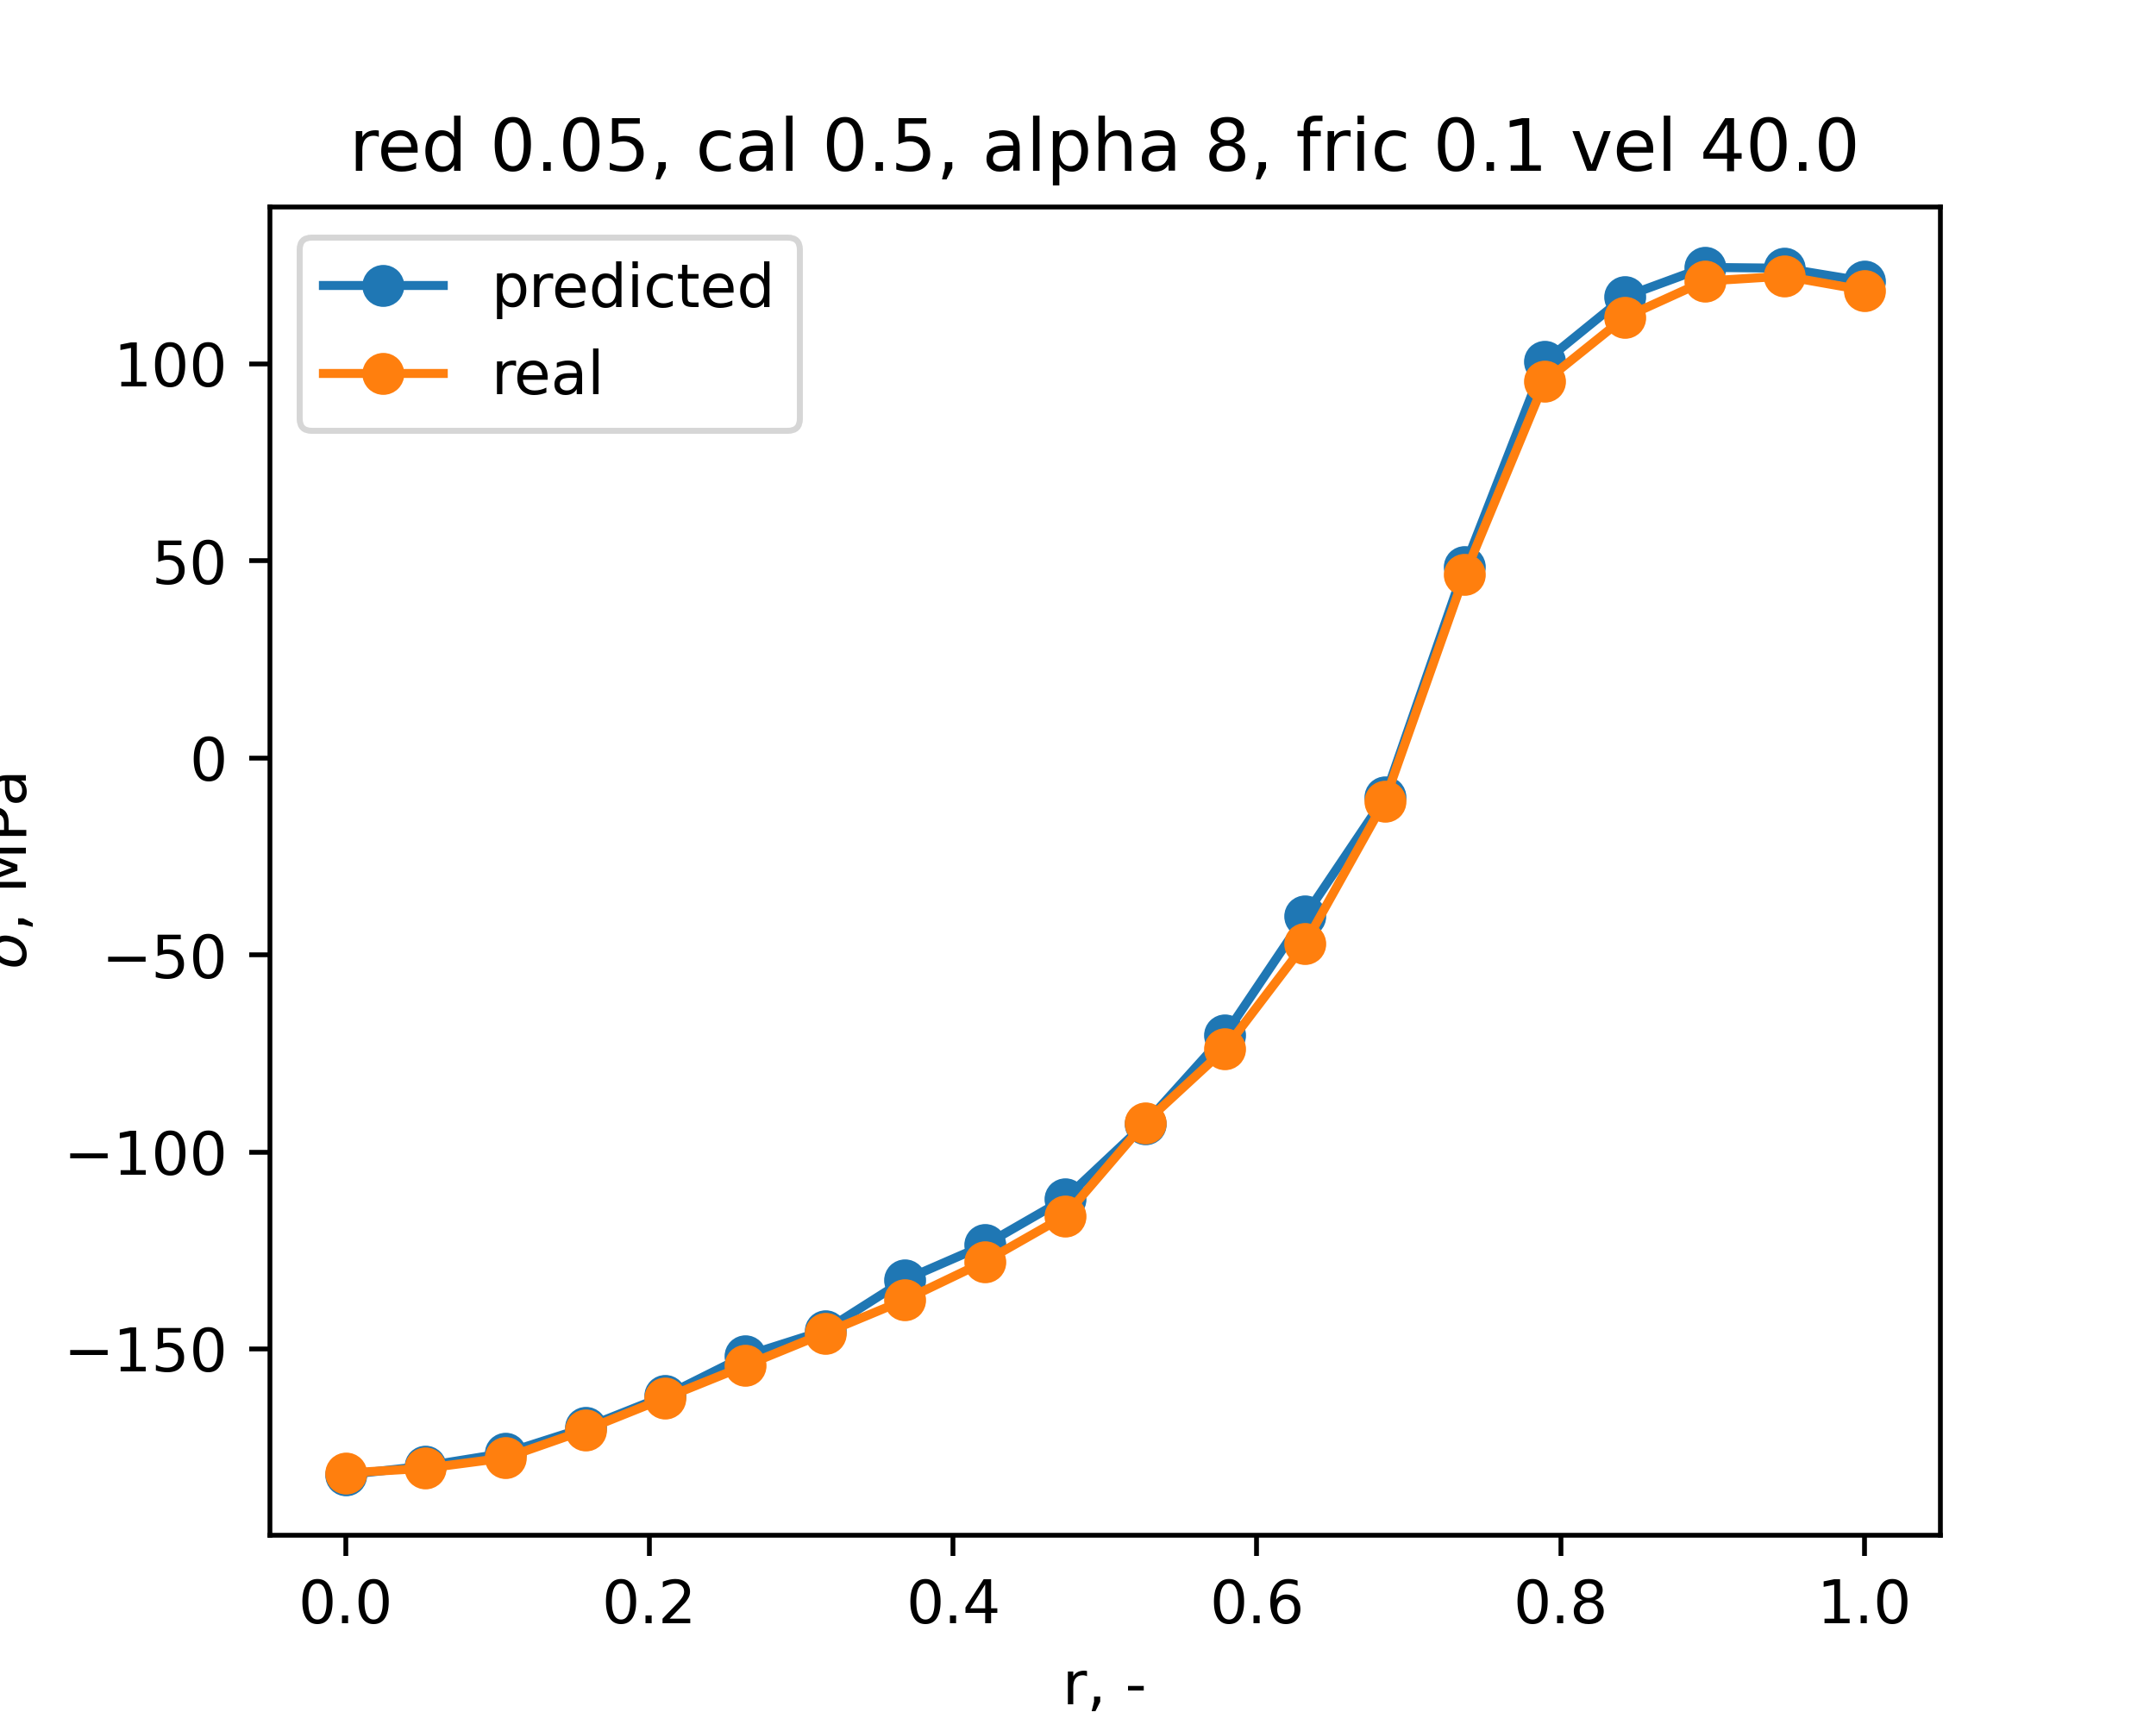 red 0.05, cal 0.5, alpha 8, fric 0.1 vel 40.0
predicted
real
100
50
0
−50
−100
−150
σ, MPa
0.0 0.2 0.4 0.6 0.8 1.0
r, -